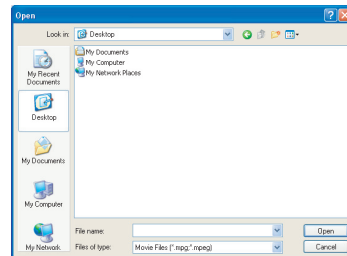 Open
Look in: Desktop
My Documents
My Computer
My Network Places
My Recent
Documents
Desktop
My Documents
My Computer
My Network
File name:
Open
Files of type: Movie Files (*.mpg;*.mpeg)
Cancel